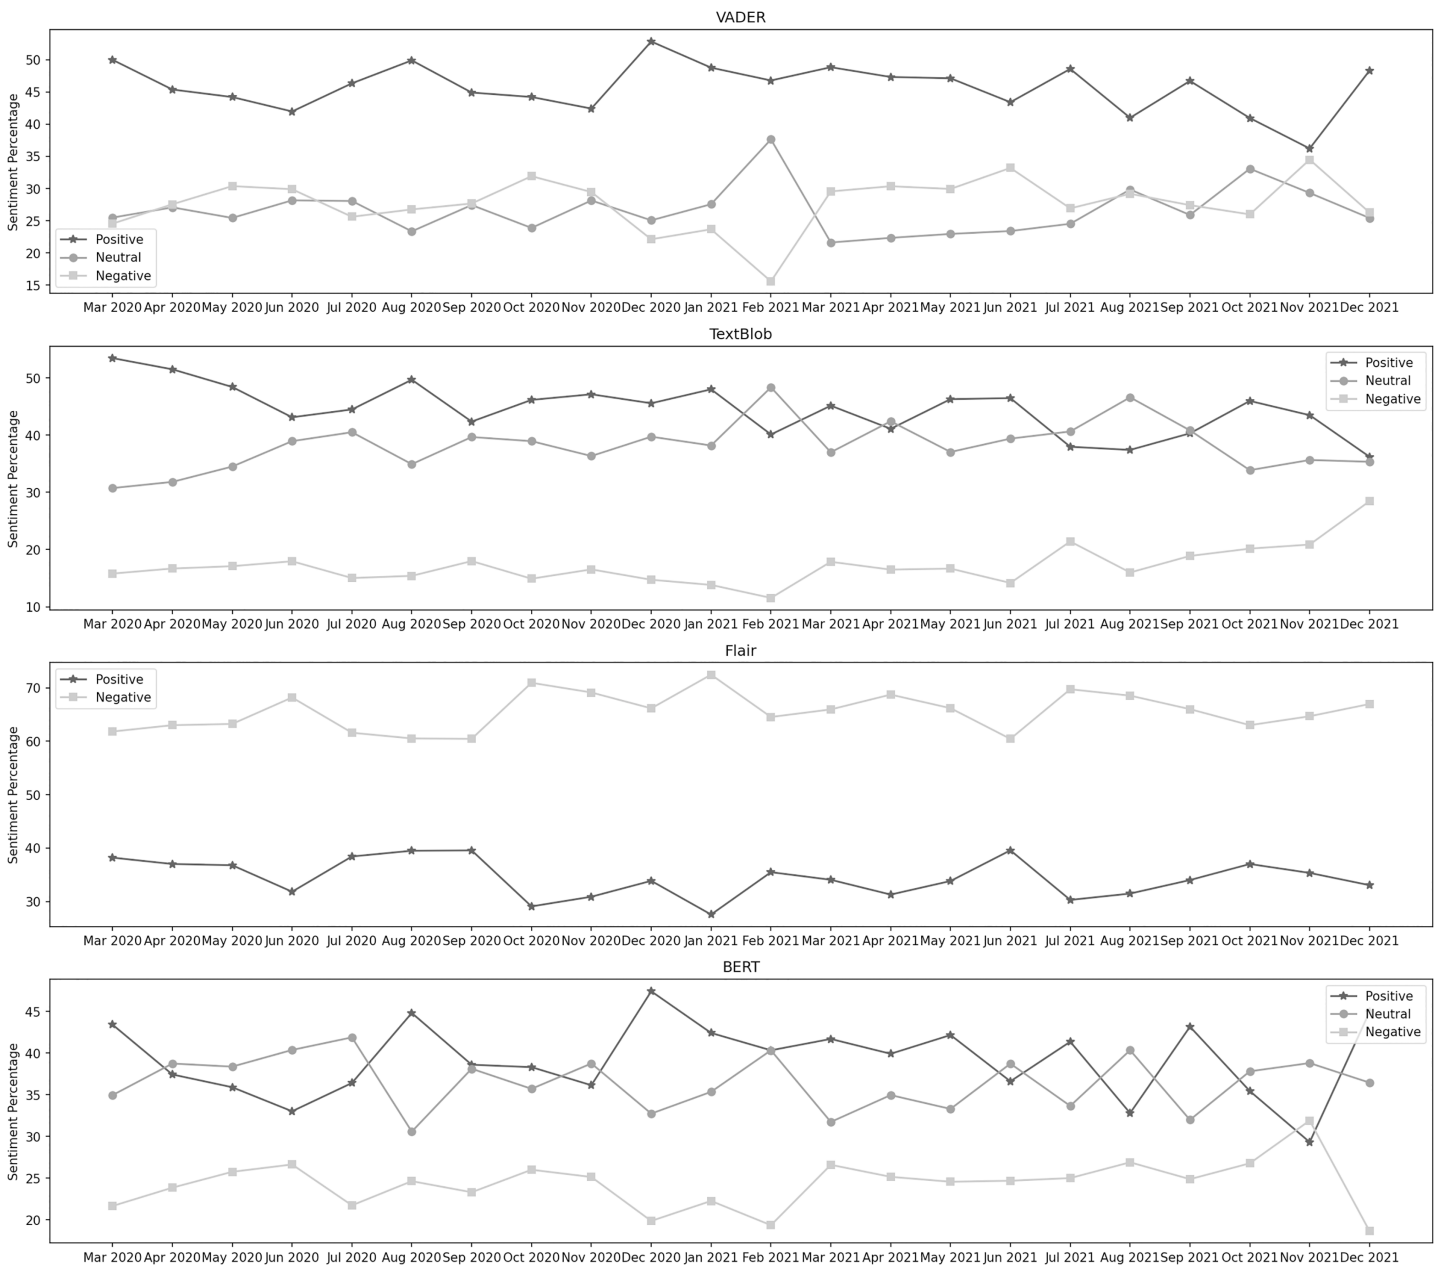 VADER
Sentiment Percentage
50
45
40
35
30
25
20
15
Positive
Neutral
Negative
Mar 2020 Apr 2020 May 2020 Jun 2020 Jul 2020 Aug 2020 Sep 2020 Oct 2020 Nov 2020 Dec 2020 Jan 2021 Feb 2021 Mar 2021 Apr 2021 May 2021 Jun 2021 Jul 2021 Aug 2021 Sep 2021 Oct 2021 Nov 2021 Dec 2021
TextBlob
Sentiment Percentage
50
40
30
20
10
Positive
Neutral
Negative
Mar 2020 Apr 2020 May 2020 Jun 2020 Jul 2020 Aug 2020 Sep 2020 Oct 2020 Nov 2020 Dec 2020 Jan 2021 Feb 2021 Mar 2021 Apr 2021 May 2021 Jun 2021 Jul 2021 Aug 2021 Sep 2021 Oct 2021 Nov 2021 Dec 2021
Flair
Sentiment Percentage
70
60
50
40
30
Positive
Negative
Mar 2020 Apr 2020 May 2020 Jun 2020 Jul 2020 Aug 2020 Sep 2020 Oct 2020 Nov 2020 Dec 2020 Jan 2021 Feb 2021 Mar 2021 Apr 2021 May 2021 Jun 2021 Jul 2021 Aug 2021 Sep 2021 Oct 2021 Nov 2021 Dec 2021
BERT
Sentiment Percentage
45
40
35
30
25
20
Positive
Neutral
Negative
Mar 2020 Apr 2020 May 2020 Jun 2020 Jul 2020 Aug 2020 Sep 2020 Oct 2020 Nov 2020 Dec 2020 Jan 2021 Feb 2021 Mar 2021 Apr 2021 May 2021 Jun 2021 Jul 2021 Aug 2021 Sep 2021 Oct 2021 Nov 2021 Dec 2021